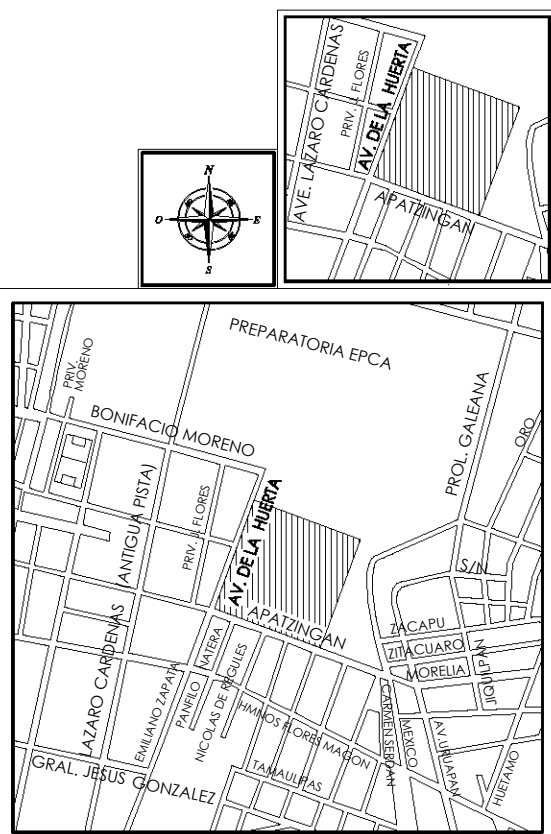 AVE. LAZARO CARDENAS
PRIV. J. FLORES
AV. DE LA HUERTA
APATZINGAN
N
O
E
S
PREPARATORIA EPCA
PRIV.
MORENO
BONIFACIO MORENO
PROL. GALEANA
ORO
(ANTIGUA PISTA)
PRIV. J. FLORES
AV. DE LA HUERTA
S/N
APATZINGAN
ZACAPU
ZITACUARO
MORELIA
JIQUILPAN
LAZARO CARDENAS
EMILIANO ZAPATA
PANFILO
NATERA
NICOLAS DE REGULES
HMNOS FLORES MAGON
CARMEN SERDAN
MEXICO
AV.URUAPAN
HUETAMO
TAMAULIPAS
GRAL. JESUS GONZALEZ